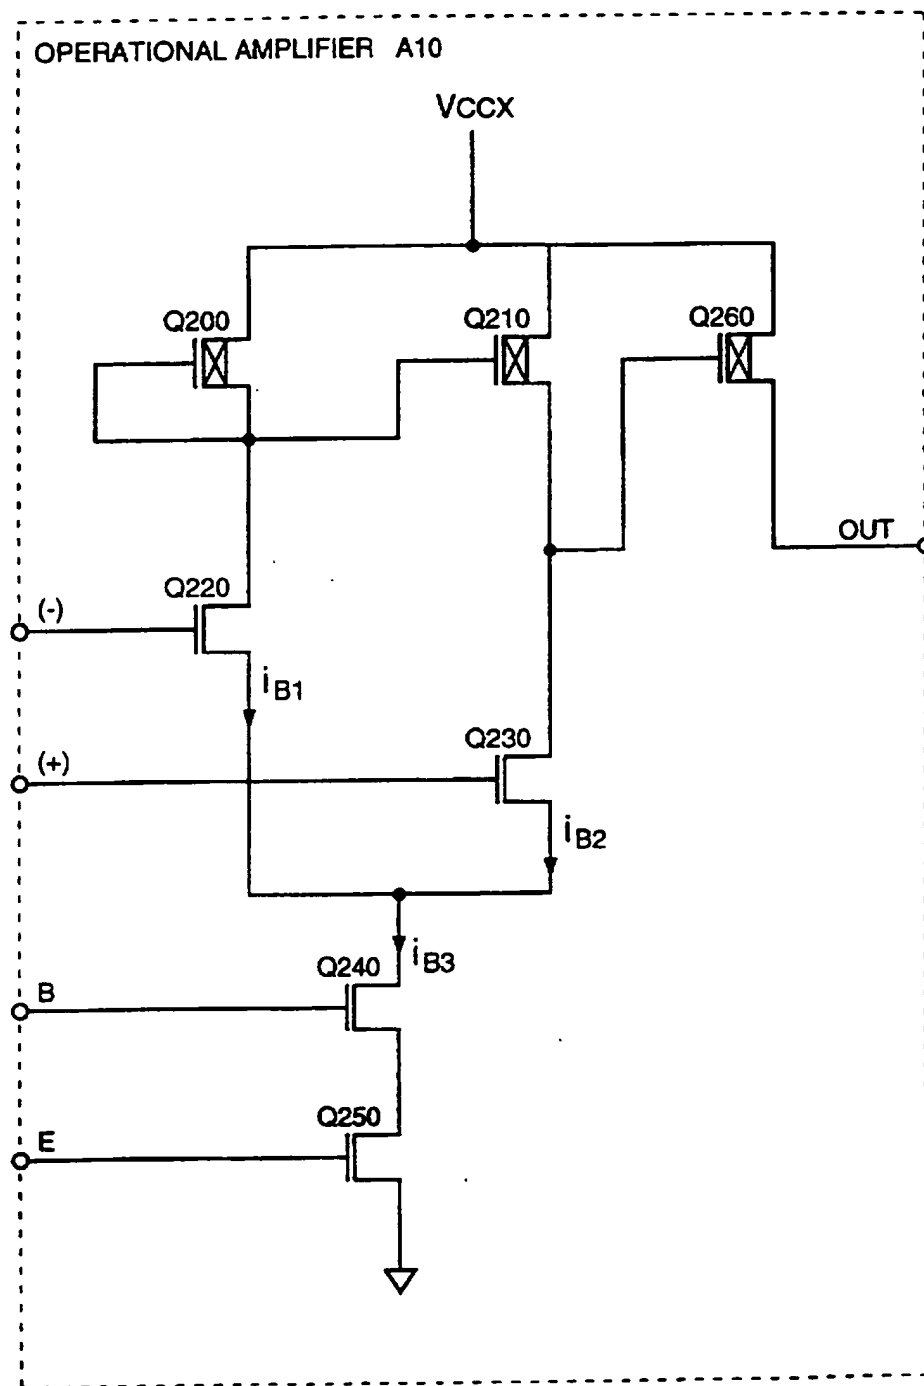 OPERATIONAL AMPLIFIER A10
VCCX
Q200
Q210
Q260
OUT
Q220
(-)
iB1
Q230
(+)
iB2
iB3
Q240
B
Q250
E